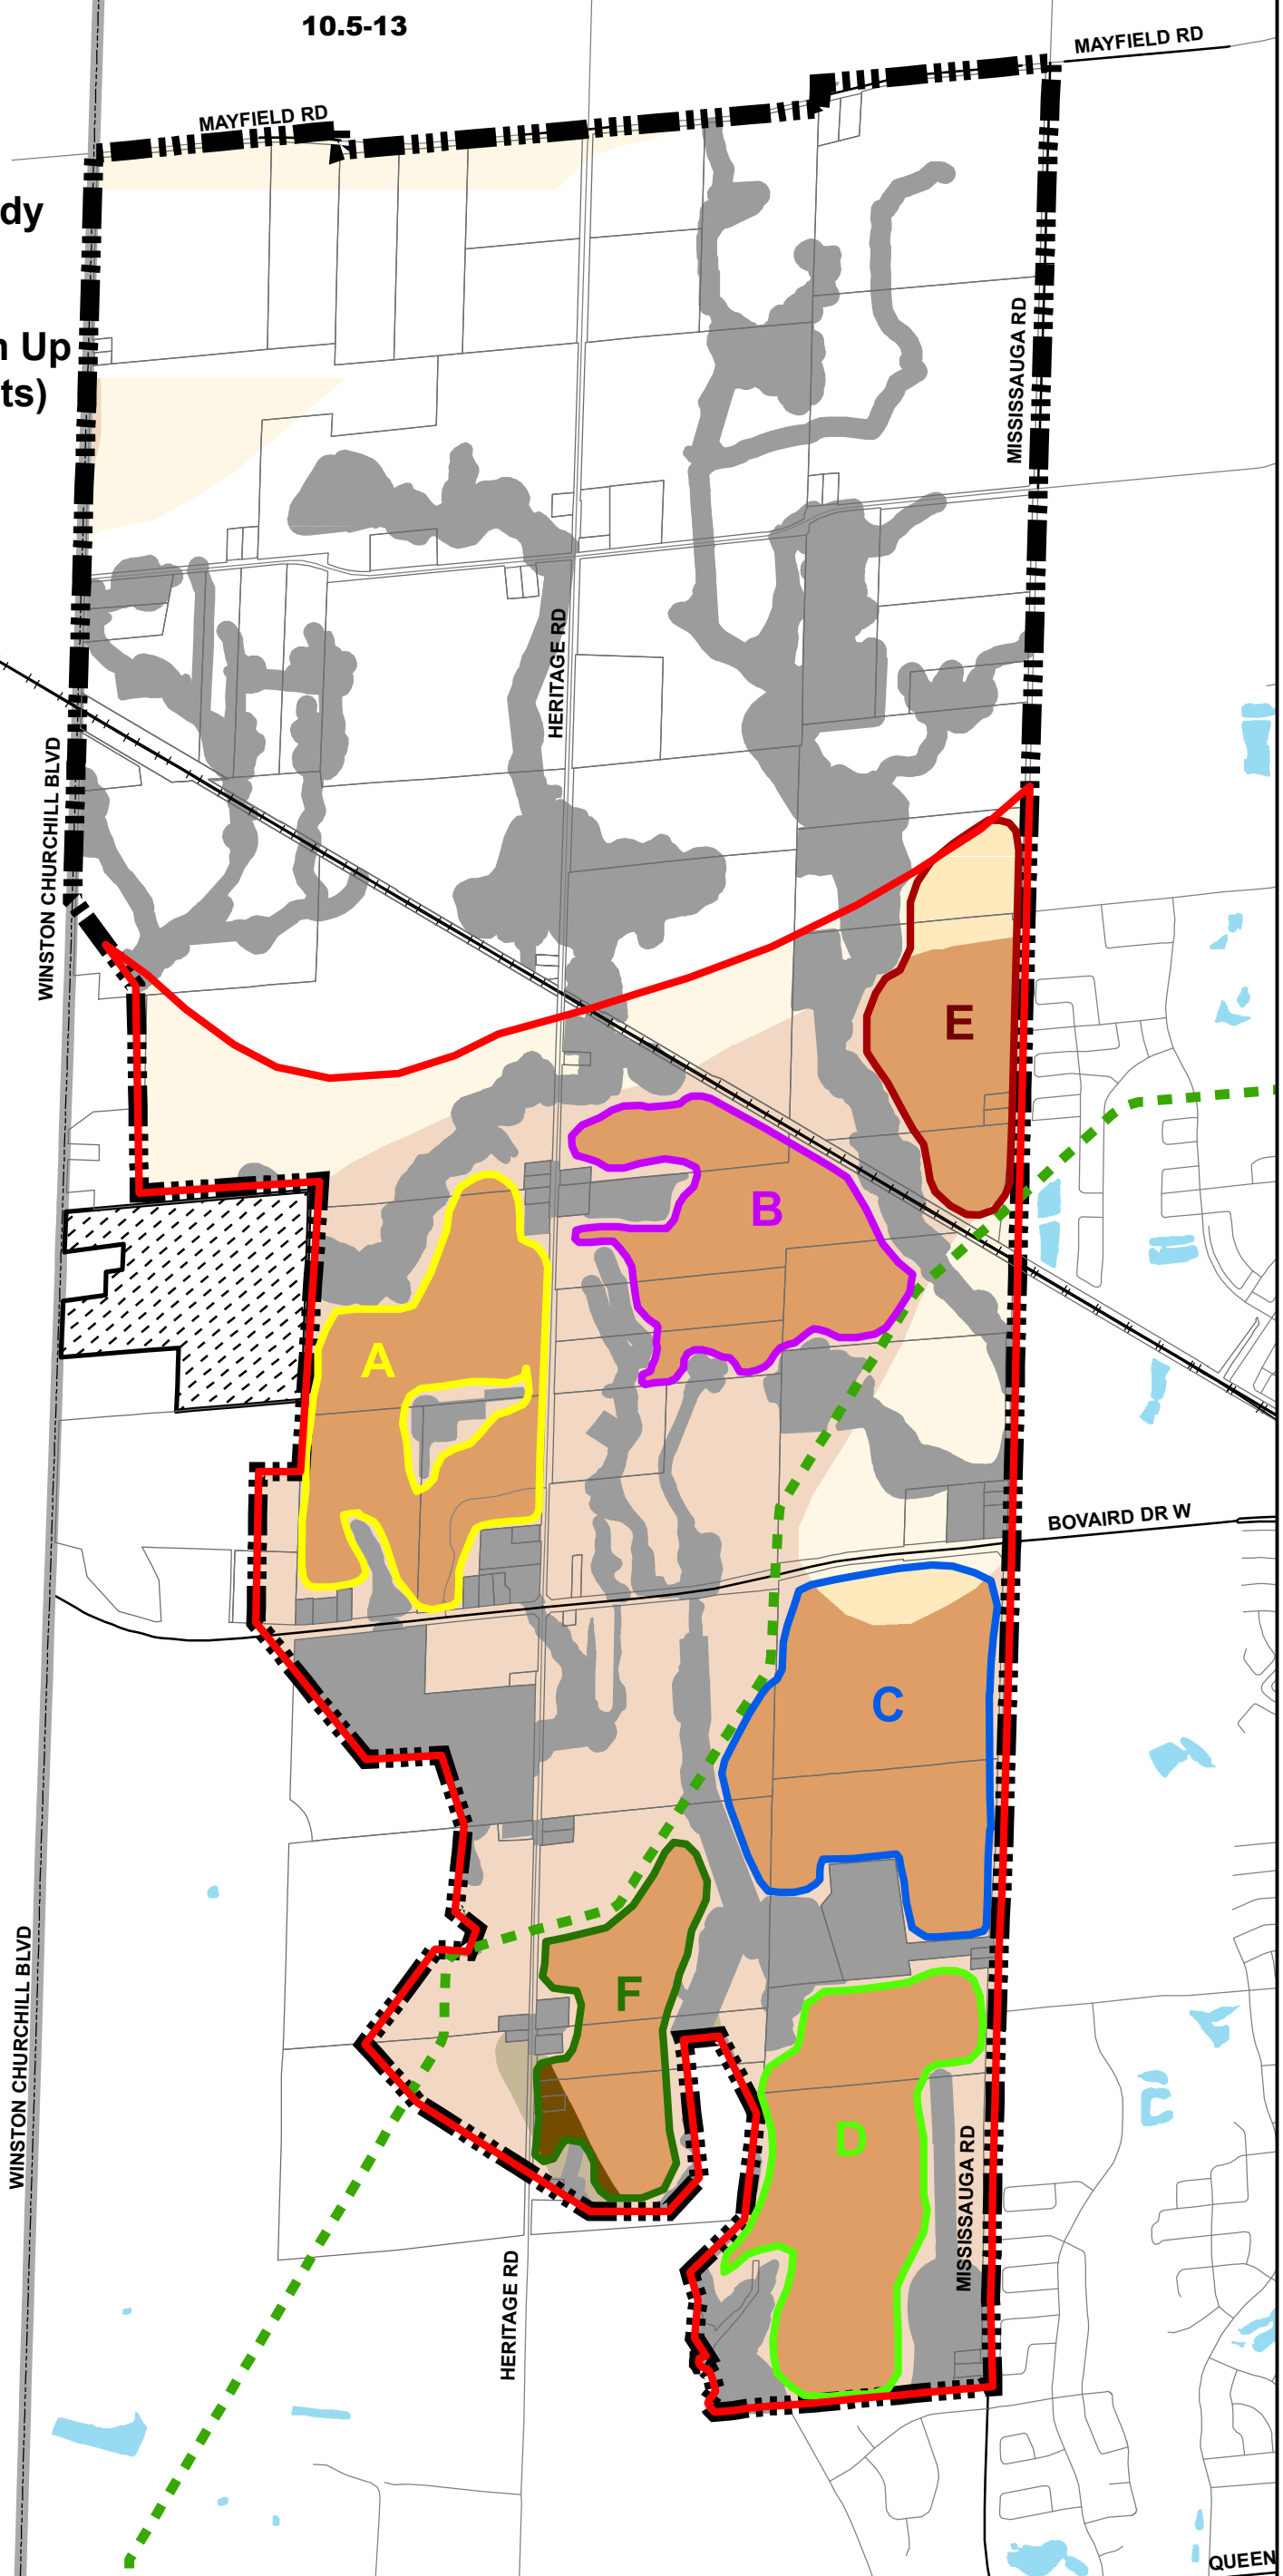 10.5-13
MAYFIELD RD
MAYFIELD RD
dy
n Up
ts)
MISSISSAUGA RD
HERITAGE RD
WINSTON CHURCHILL BLVD
E
B
A
BOVAIRD DR W
C
F
D
MISSISSAUGA RD
WINSTON CHURCHILL BLVD
HERITAGE RD
QUEEN